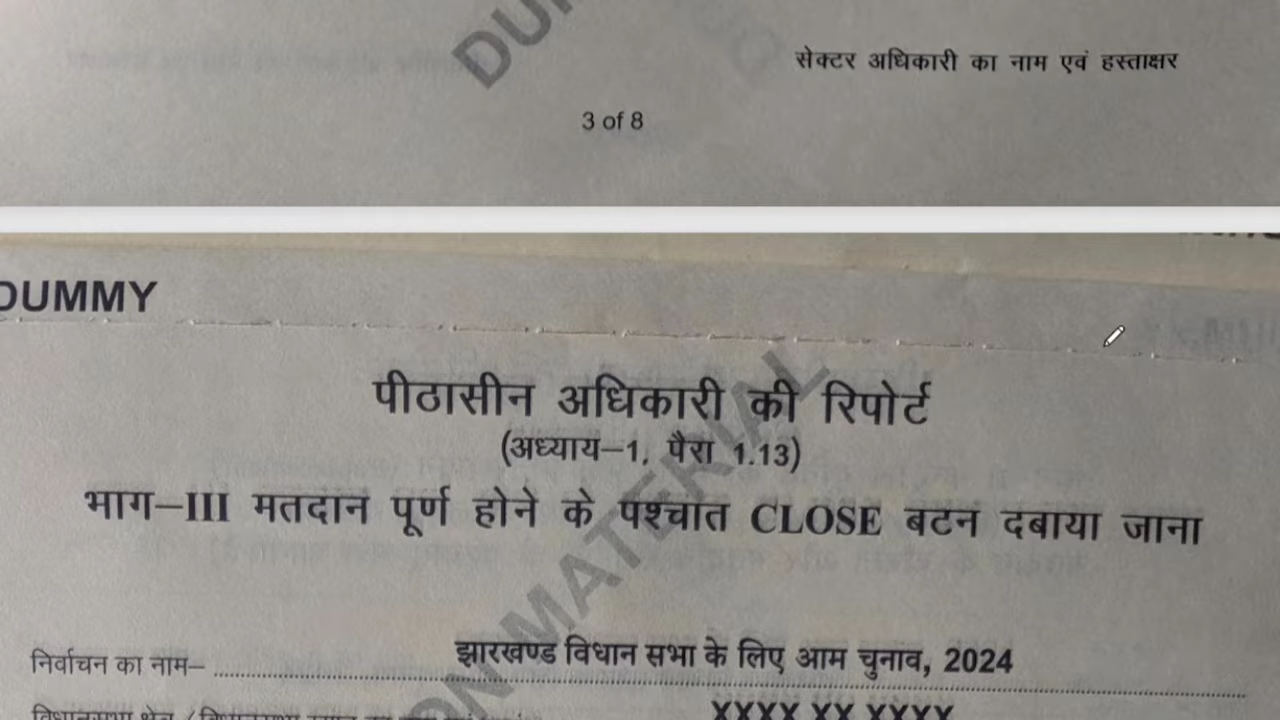 सेक्टर अधिकारी का नाम एवं हस्ताक्षर
3 of 8
DUMMY
पीठासीन अधिकारी की रिपोर्ट
(अध्याय–1, पैरा 1.13)
भाग–III मतदान पूर्ण होने के पश्चात CLOSE बटन दबाया जाना
MATERIAL
निर्वाचन का नाम– झारखण्ड विधान सभा के लिए आम चुनाव, 2024
XXXX XX XXXX